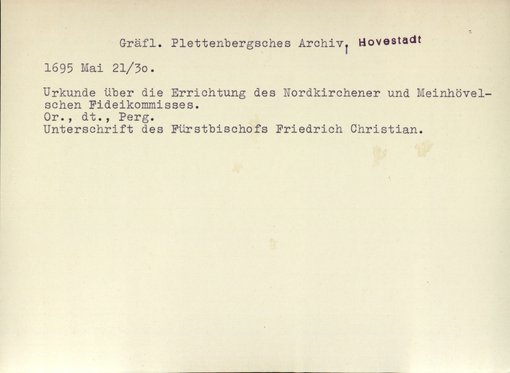 Gräfl. Plettenbergsches Archiv, Hovestadt
1695 Mai 21/3o.
Urkunde über die Errichtung des Nordkirchener und Meinhövel-
schen Fideikommisses.
Or., dt., Perg.
Unterschrift des Fürstbischofs Friedrich Christian.